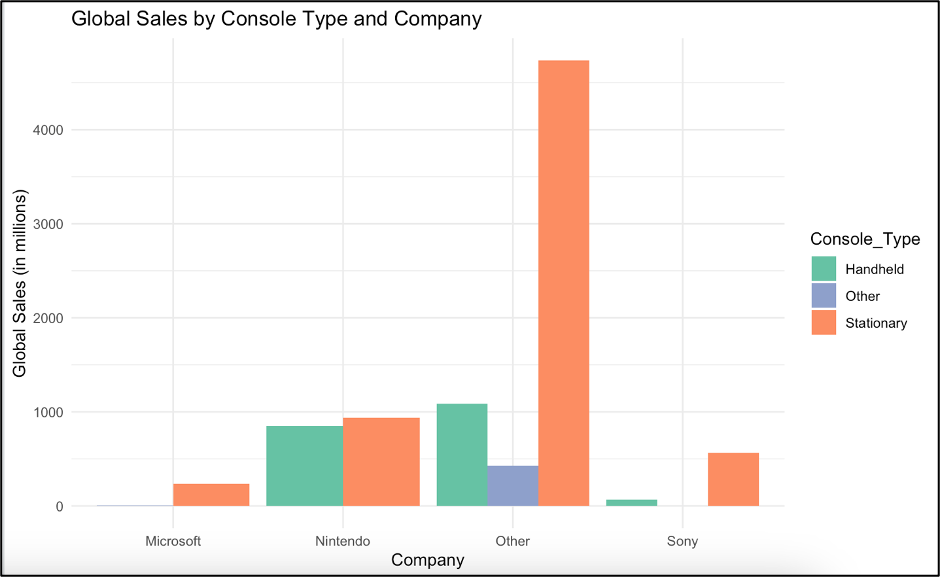 Global Sales by Console Type and Company
Global Sales (in millions)
4000
3000
2000
1000
0
Microsoft Nintendo Other Sony
Company
Console_Type
Handheld
Other
Stationary